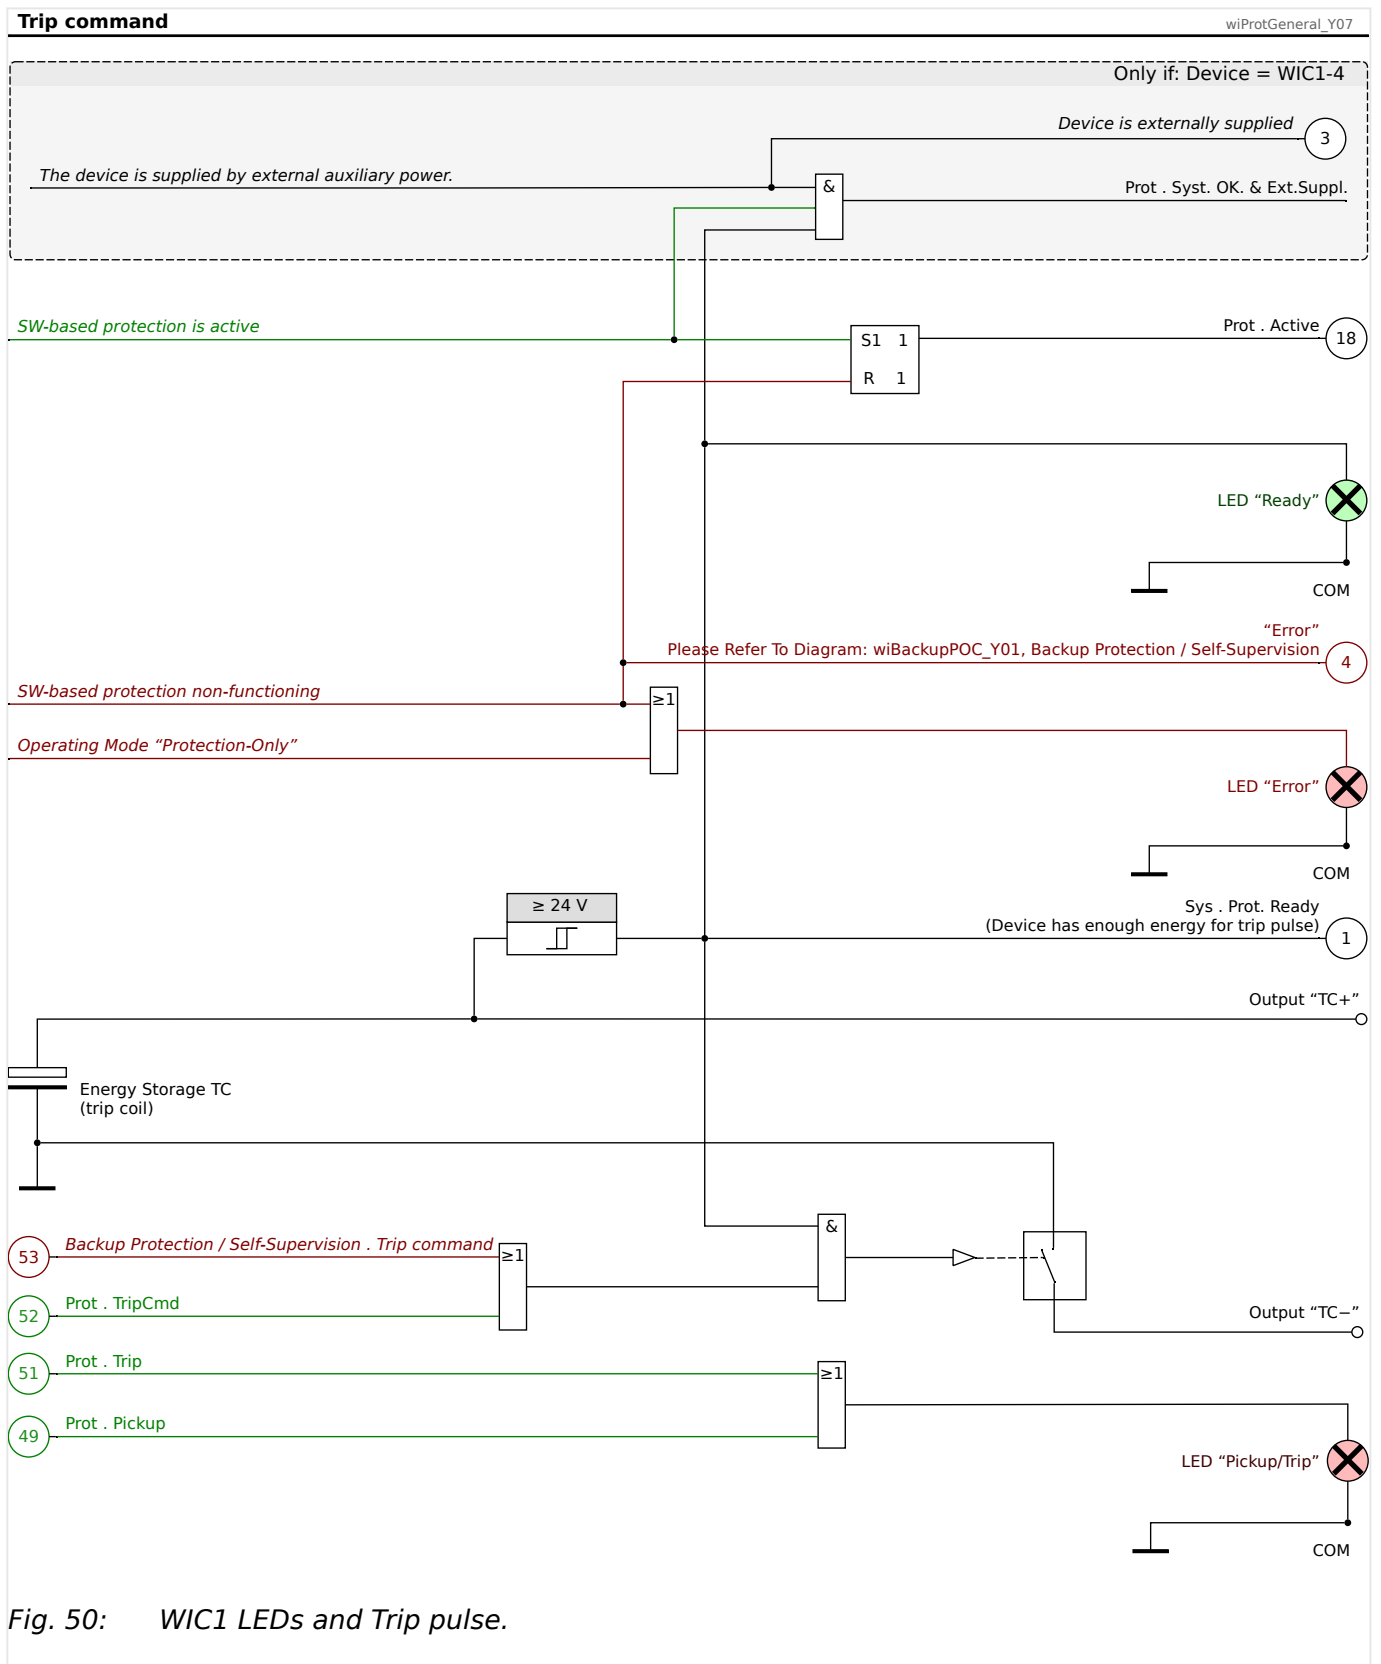 Trip command
wiProtGeneral_Y07
Only if: Device = WIC1-4
Device is externally supplied
3
The device is supplied by external auxiliary power.
&
Prot . Syst. OK. & Ext.Suppl.
SW-based protection is active
S1 1
R 1
Prot . Active
18
LED “Ready”
COM
“Error”
Please Refer To Diagram: wiBackupPOC_Y01, Backup Protection / Self-Supervision
4
SW-based protection non-functioning
≥1
Operating Mode “Protection-Only”
LED “Error”
COM
≥ 24 V
Sys . Prot. Ready
(Device has enough energy for trip pulse)
1
Output “TC+”
Energy Storage TC
(trip coil)
&
53
Backup Protection / Self-Supervision . Trip command
≥1
52
Prot . TripCmd
Output “TC−”
51
Prot . Trip
≥1
49
Prot . Pickup
LED “Pickup/Trip”
COM
Fig. 50: WIC1 LEDs and Trip pulse.